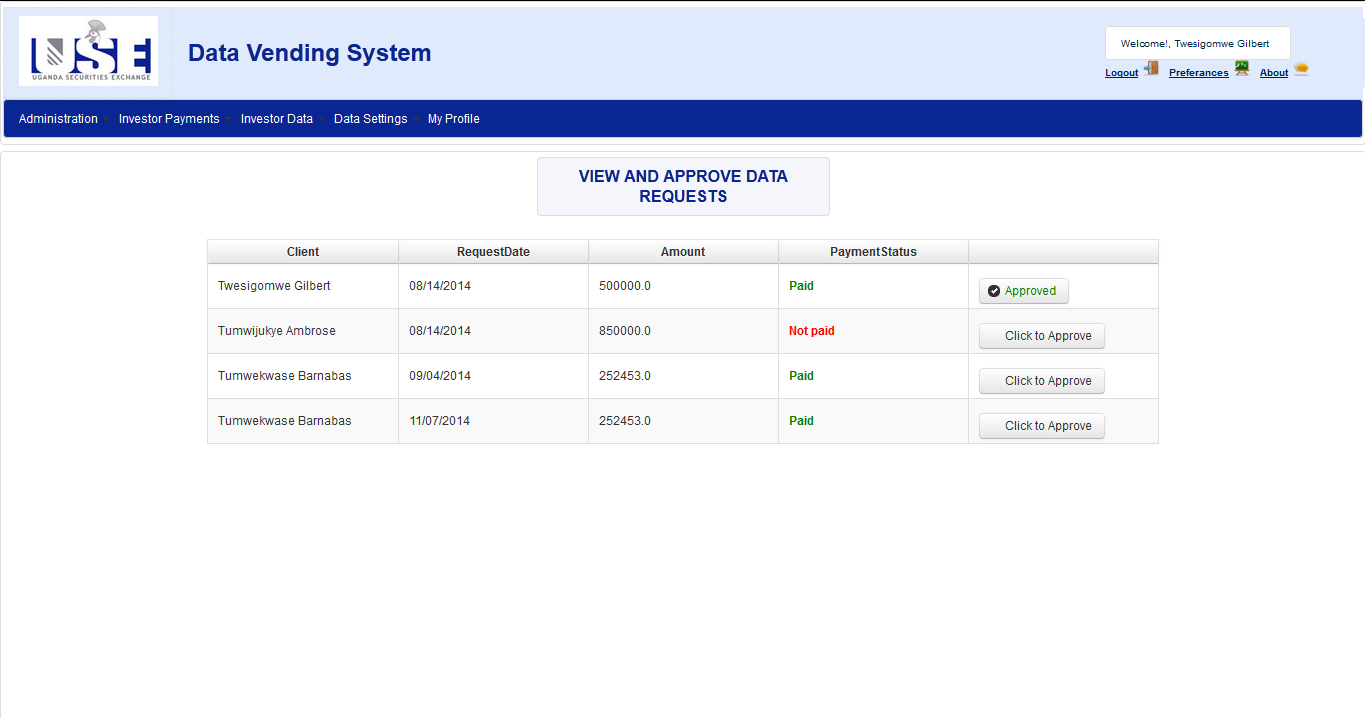 USE
UGANDA SECURITIES EXCHANGE
Data Vending System
Welcome!, Twesigomwe Gilbert
Logout Preferances About
Administration Investor Payments Investor Data Data Settings My Profile
VIEW AND APPROVE DATA
REQUESTS
Client RequestDate Amount PaymentStatus
Twesigomwe Gilbert 08/14/2014 500000.0 Paid Approved
Tumwijukye Ambrose 08/14/2014 850000.0 Not paid Click to Approve
Tumwekwase Barnabas 09/04/2014 252453.0 Paid Click to Approve
Tumwekwase Barnabas 11/07/2014 252453.0 Paid Click to Approve